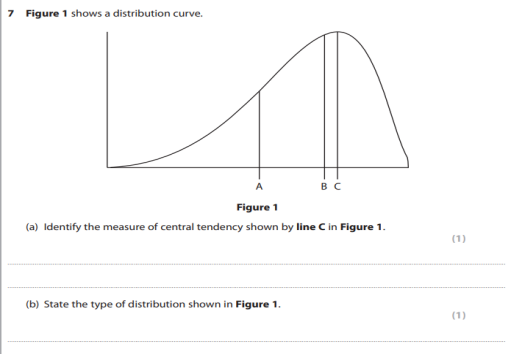 7 Figure 1 shows a distribution curve.
A B C
Figure 1
(a) Identify the measure of central tendency shown by line C in Figure 1.
(1)
(b) State the type of distribution shown in Figure 1.
(1)